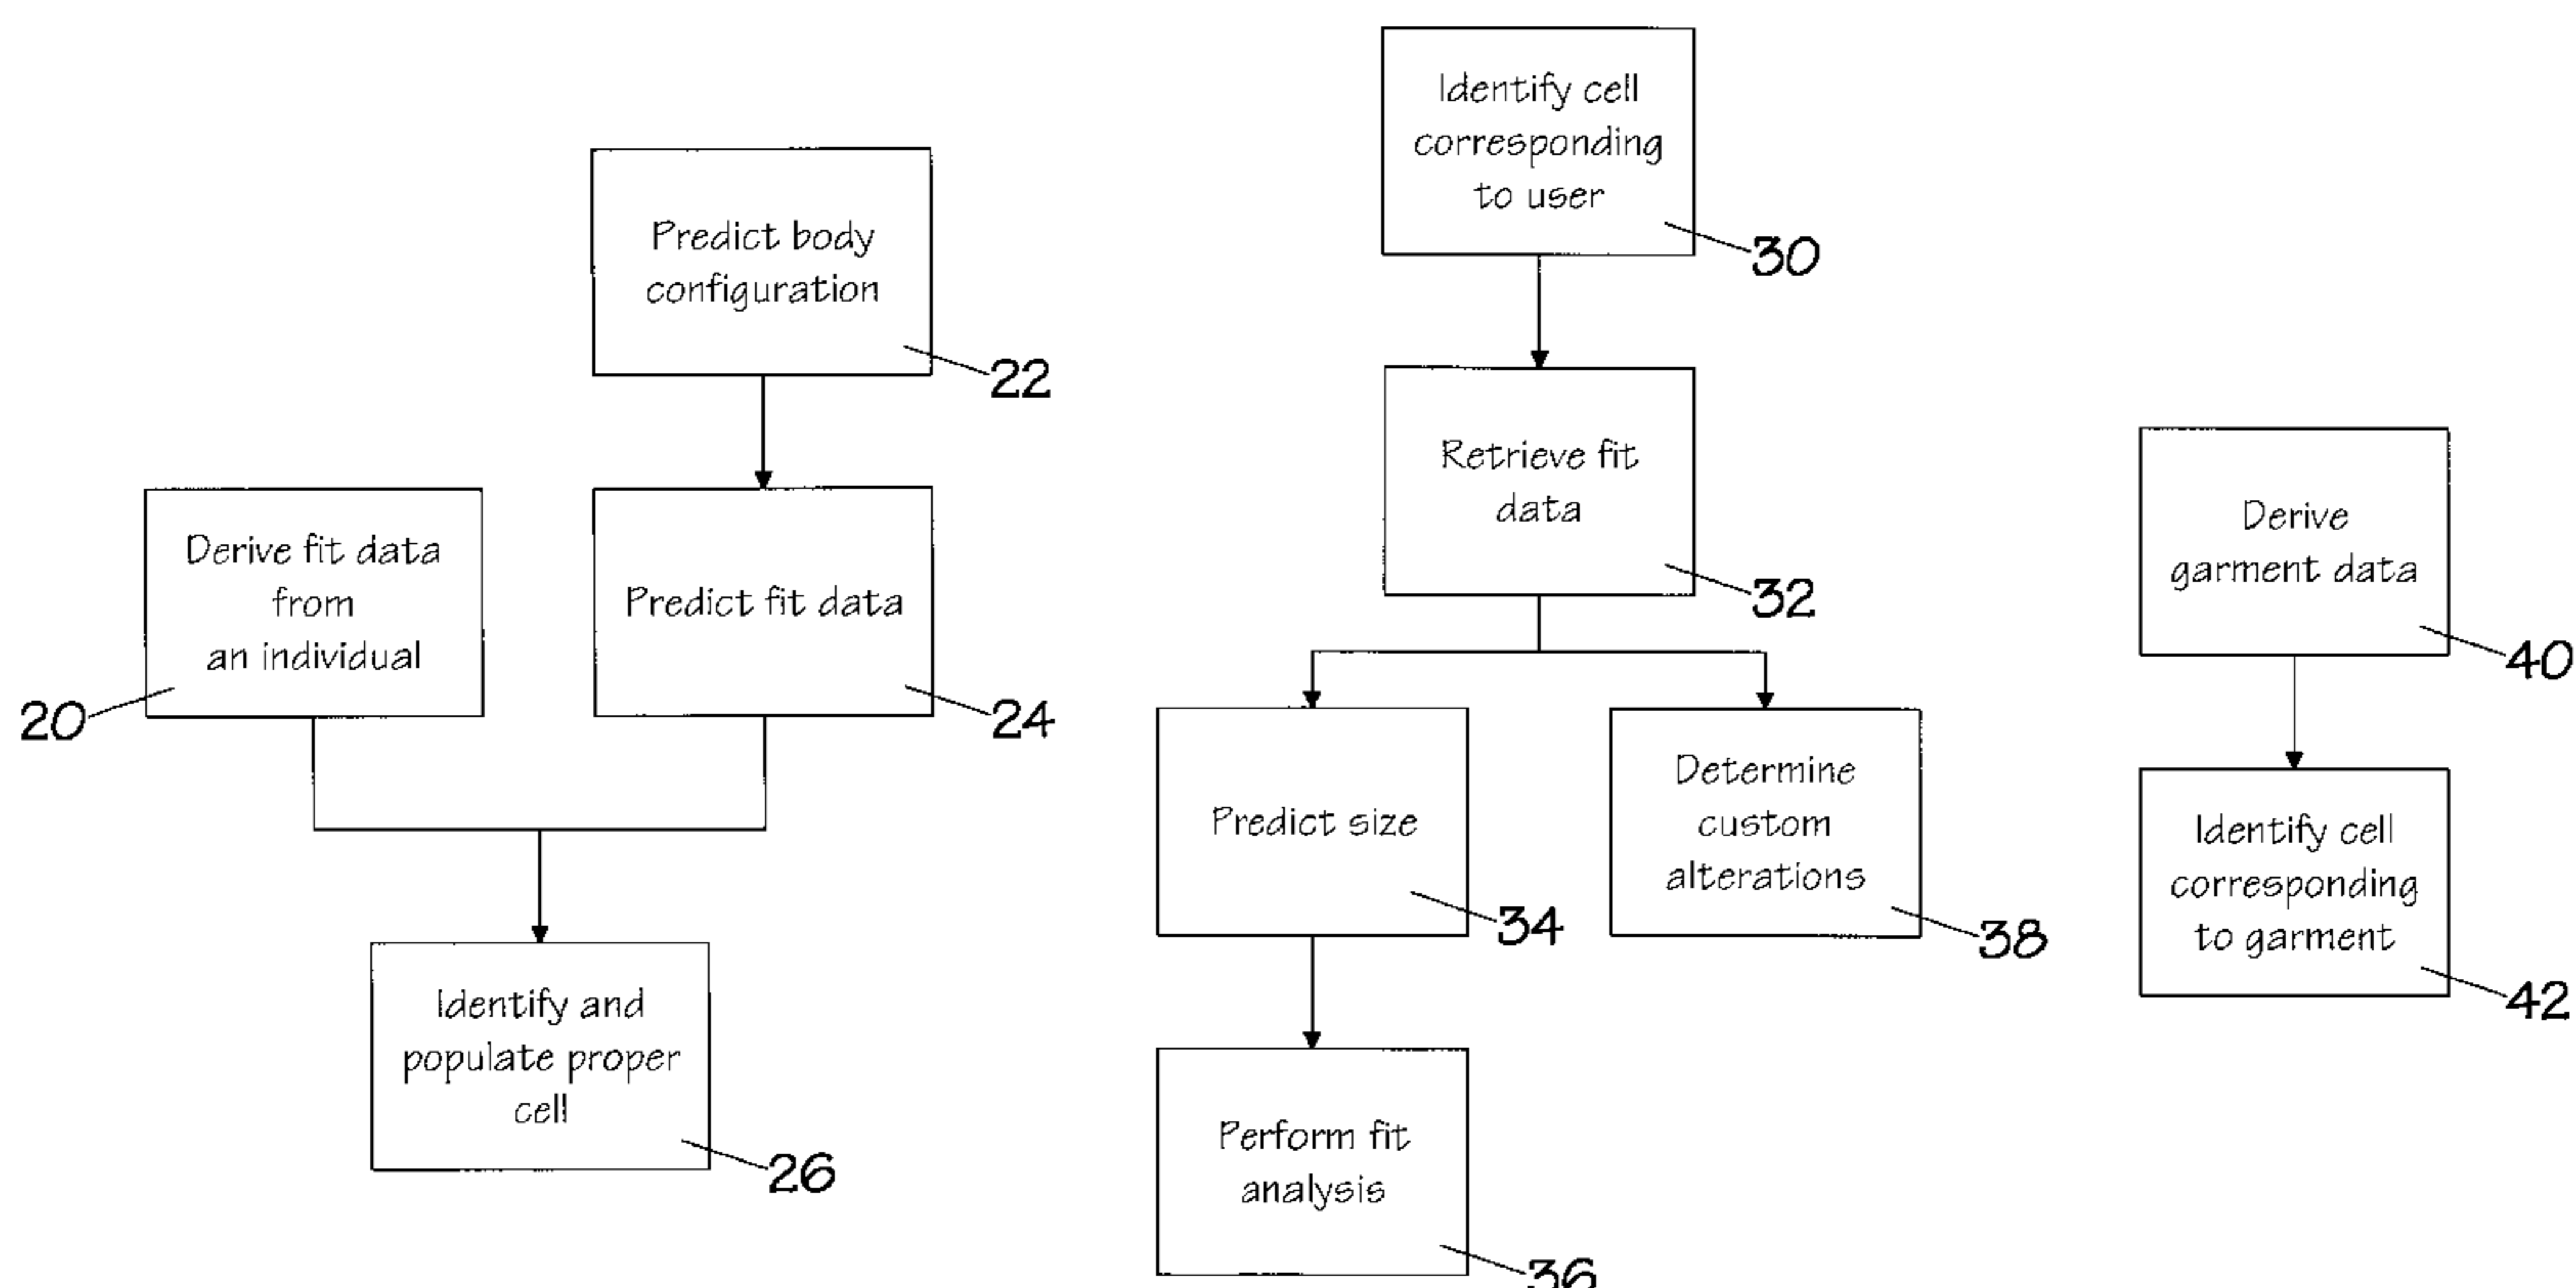 Predict body
configuration
22
Derive fit data
from
an individual
20
Predict fit data
24
Identify and
populate proper
cell
26
Identify cell
corresponding
to user
30
Retrieve fit
data
32
Predict size
34
Determine
custom
alterations
38
Perform fit
analysis
36
Derive
garment data
40
Identify cell
corresponding
to garment
42